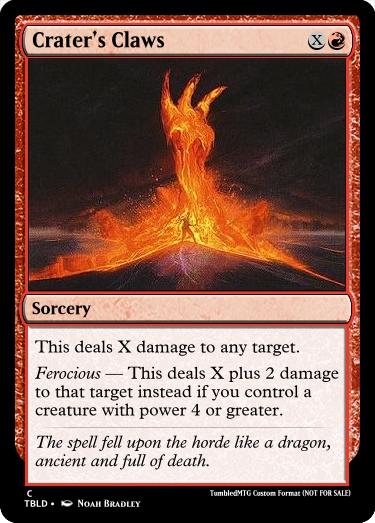 Crater's Claws
X
Sorcery
This deals X damage to any target.
Ferocious — This deals X plus 2 damage
to that target instead if you control a
creature with power 4 or greater.
The spell fell upon the horde like a dragon,
ancient and full of death.
C
TBLD • Noah Bradley
TumbledMTG Custom Format (NOT FOR SALE)